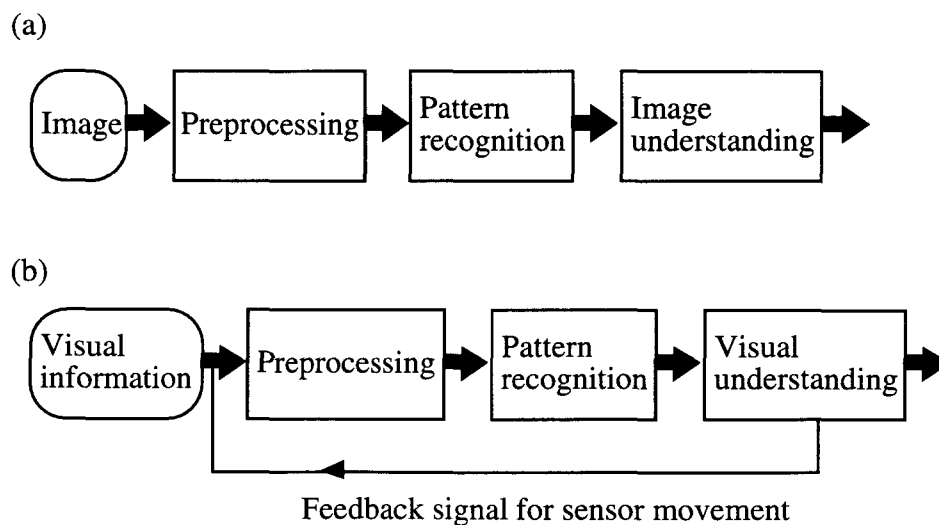 (a)
Image
Preprocessing
Pattern
recognition
Image
understanding
(b)
Visual
information
Preprocessing
Pattern
recognition
Visual
understanding
Feedback signal for sensor movement